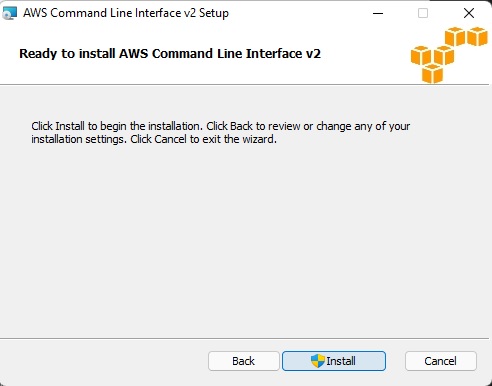 AWS Command Line Interface v2 Setup
Ready to install AWS Command Line Interface v2
Click Install to begin the installation. Click Back to review or change any of your
installation settings. Click Cancel to exit the wizard.
Back Install Cancel